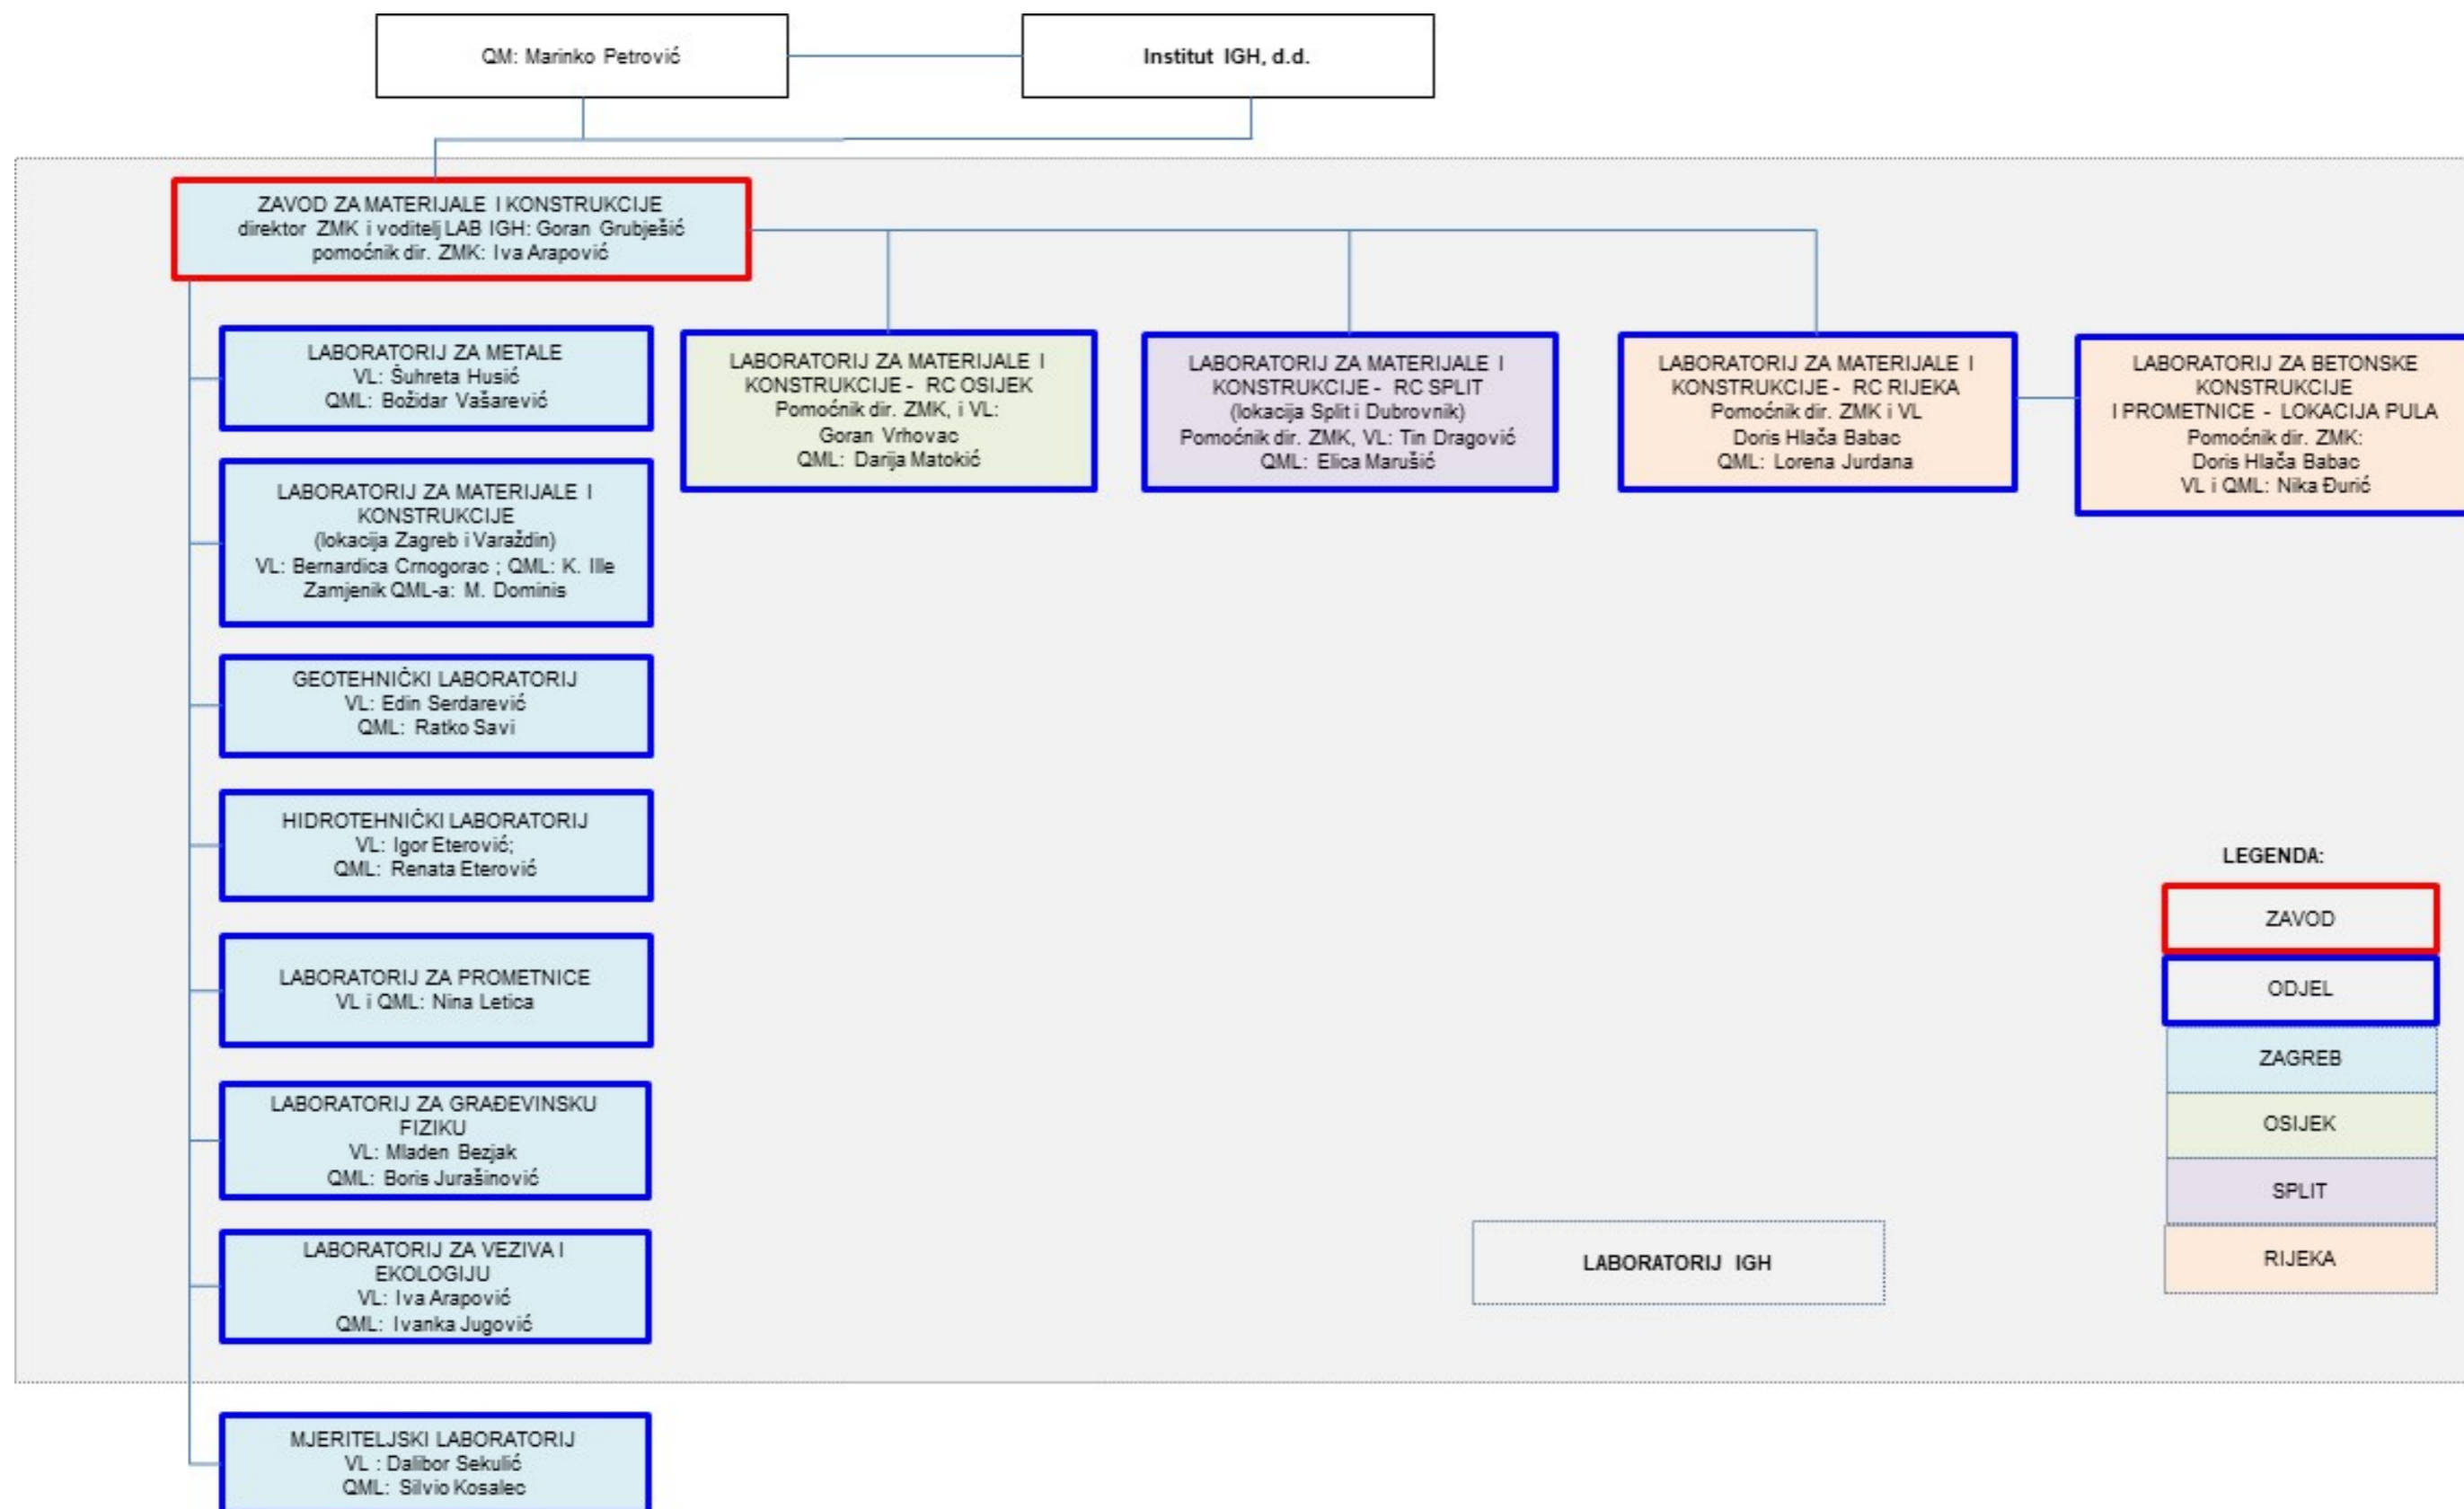 QM: Marinko Petrović
Institut IGH, d.d.
ZAVOD ZA MATERIJALE I KONSTRUKCIJE
direktor ZMK i voditelj LAB IGH: Goran Grubješić
pomoćnik dir. ZMK: Iva Arapović
LABORATORIJ ZA METALE
VL: Šuhreta Husić
QML: Božidar Vašarević
LABORATORIJ ZA MATERIJALE I
KONSTRUKCIJE
(lokacija Zagreb i Varaždin)
VL: Bernardica Crnogorac ; QML: K. Ille
Zamjenik QML-a: M. Dominis
GEOTEHNIČKI LABORATORIJ
VL: Edin Serdarević
QML: Ratko Savi
HIDROTEHNIČKI LABORATORIJ
VL: Igor Eterović;
QML: Renata Eterović
LABORATORIJ ZA PROMETNICE
VL i QML: Nina Letica
LABORATORIJ ZA GRAĐEVINSKU
FIZIKU
VL: Mladen Bezjak
QML: Boris Jurašinović
LABORATORIJ ZA VEZIVA I
EKOLOGIJU
VL: Iva Arapović
QML: Ivanka Jugović
MJERITELJSKI LABORATORIJ
VL : Dalibor Sekulić
QML: Silvio Kosalec
LABORATORIJ ZA MATERIJALE I
KONSTRUKCIJE - RC OSIJEK
Pomoćnik dir. ZMK, i VL:
Goran Vrhovac
QML: Darija Matokić
LABORATORIJ ZA MATERIJALE I
KONSTRUKCIJE - RC SPLIT
(lokacija Split i Dubrovnik)
Pomoćnik dir. ZMK, VL: Tin Dragović
QML: Elica Marušić
LABORATORIJ ZA MATERIJALE I
KONSTRUKCIJE - RC RIJEKA
Pomoćnik dir. ZMK i VL
Doris Hlača Babac
QML: Lorena Jurdana
LABORATORIJ ZA BETONSKE
KONSTRUKCIJE
I PROMETNICE - LOKACIJA PULA
Pomoćnik dir. ZMK:
Doris Hlača Babac
VL i QML: Nika Đurić
LABORATORIJ IGH
LEGENDA:
ZAVOD
ODJEL
ZAGREB
OSIJEK
SPLIT
RIJEKA